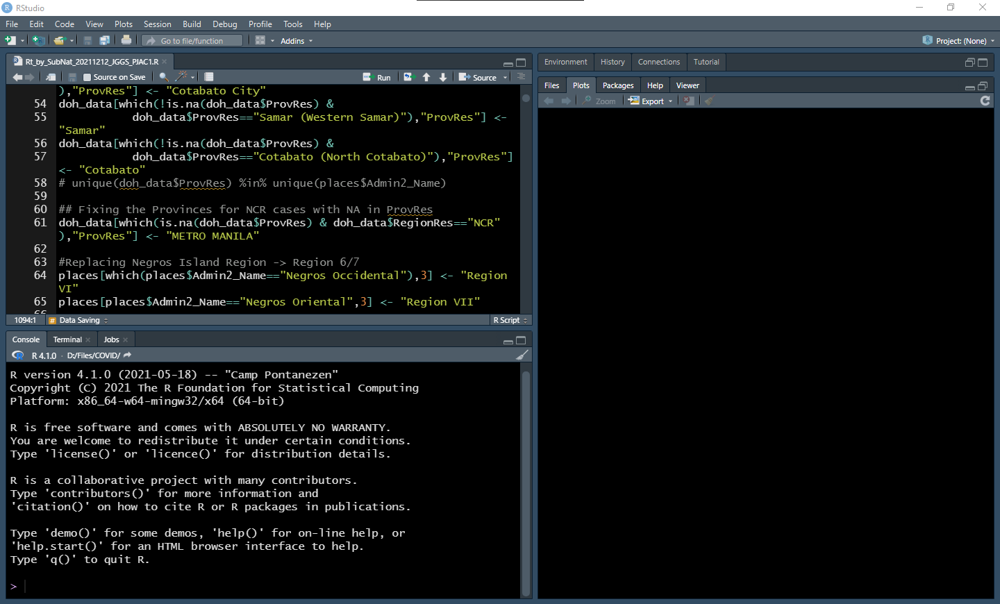 RStudio
File Edit Code View Plots Session Build Debug Profile Tools Help
Go to file/function Addins Project: (None)
Rt_by_SubNat_20211212_JGGS_PJAC1.R
Source on Save Run Source
),"ProvRes"] <- "Cotabato City"
54 doh_data[which(!is.na(doh_data$ProvRes) &
55 doh_data$ProvRes=="Samar (Western Samar)"),"ProvRes"] <-
"Samar"
56 doh_data[which(!is.na(doh_data$ProvRes) &
57 doh_data$ProvRes=="Cotabato (North Cotabato)"),"ProvRes"]
<- "Cotabato"
58 # unique(doh_data$ProvRes) %in% unique(places$Admin2_Name)
59
60 ## Fixing the Provinces for NCR cases with NA in ProvRes
61 doh_data[which(is.na(doh_data$ProvRes) & doh_data$RegionRes=="NCR"
),"ProvRes"] <- "METRO MANILA"
62
63 #Replacing Negros Island Region -> Region 6/7
64 places[which(places$Admin2_Name=="Negros Occidental"),3] <- "Region
VI"
65 places[places$Admin2_Name=="Negros Oriental",3] <- "Region VII"
66
1094:1 # Data Saving R Script
Console Terminal Jobs
R 4.1.0 · D:/Files/COVID/
R version 4.1.0 (2021-05-18) -- "Camp Pontanezen"
Copyright (C) 2021 The R Foundation for Statistical Computing
Platform: x86_64-w64-mingw32/x64 (64-bit)
R is free software and comes with ABSOLUTELY NO WARRANTY.
You are welcome to redistribute it under certain conditions.
Type 'license()' or 'licence()' for distribution details.
R is a collaborative project with many contributors.
Type 'contributors()' for more information and
'citation()' on how to cite R or R packages in publications.
Type 'demo()' for some demos, 'help()' for on-line help, or
'help.start()' for an HTML browser interface to help.
Type 'q()' to quit R.
>
Environment History Connections Tutorial
Files Plots Packages Help Viewer
Zoom Export